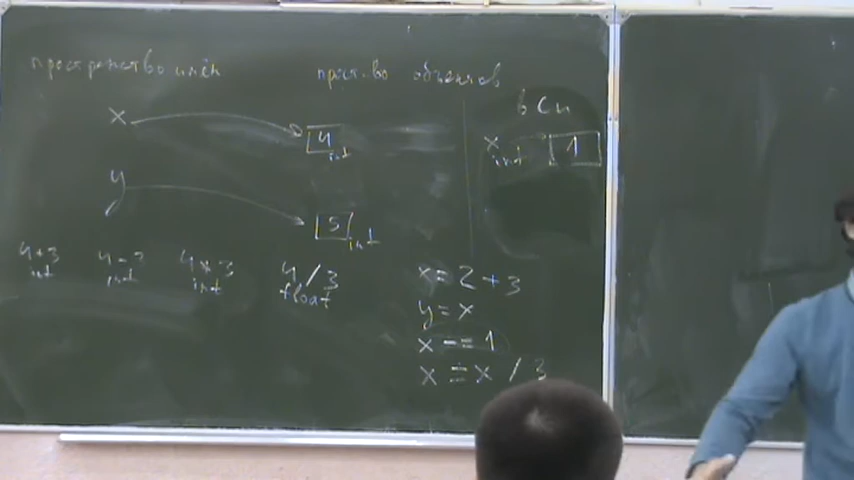 пространство имён
простр-во объектов
в Си
x 4 int
x int 1
y 5 int
4+3 int
4-3 int
4*3 int
4/3 float
x=2+3
y=x
x-=1
x=x/3